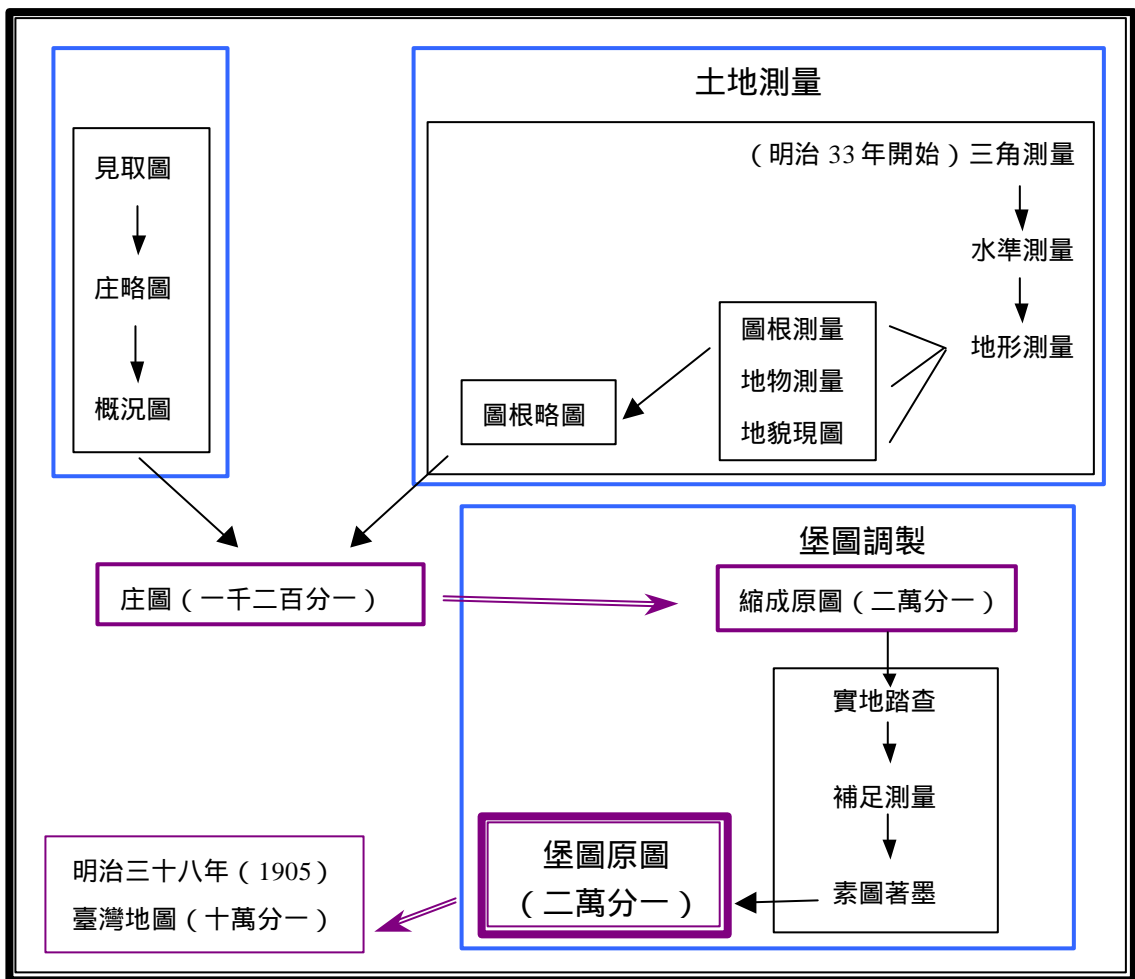 見取圖
庄略圖
概況圖
土地測量
（明治 33 年開始）三角測量
水準測量
地形測量
圖根測量
地物測量
地貌現圖
圖根略圖
庄圖（一千二百分一）
堡圖調製
縮成原圖（二萬分一）
實地踏查
補足測量
素圖著墨
堡圖原圖
（二萬分一）
明治三十八年（1905）
臺灣地圖（十萬分一）